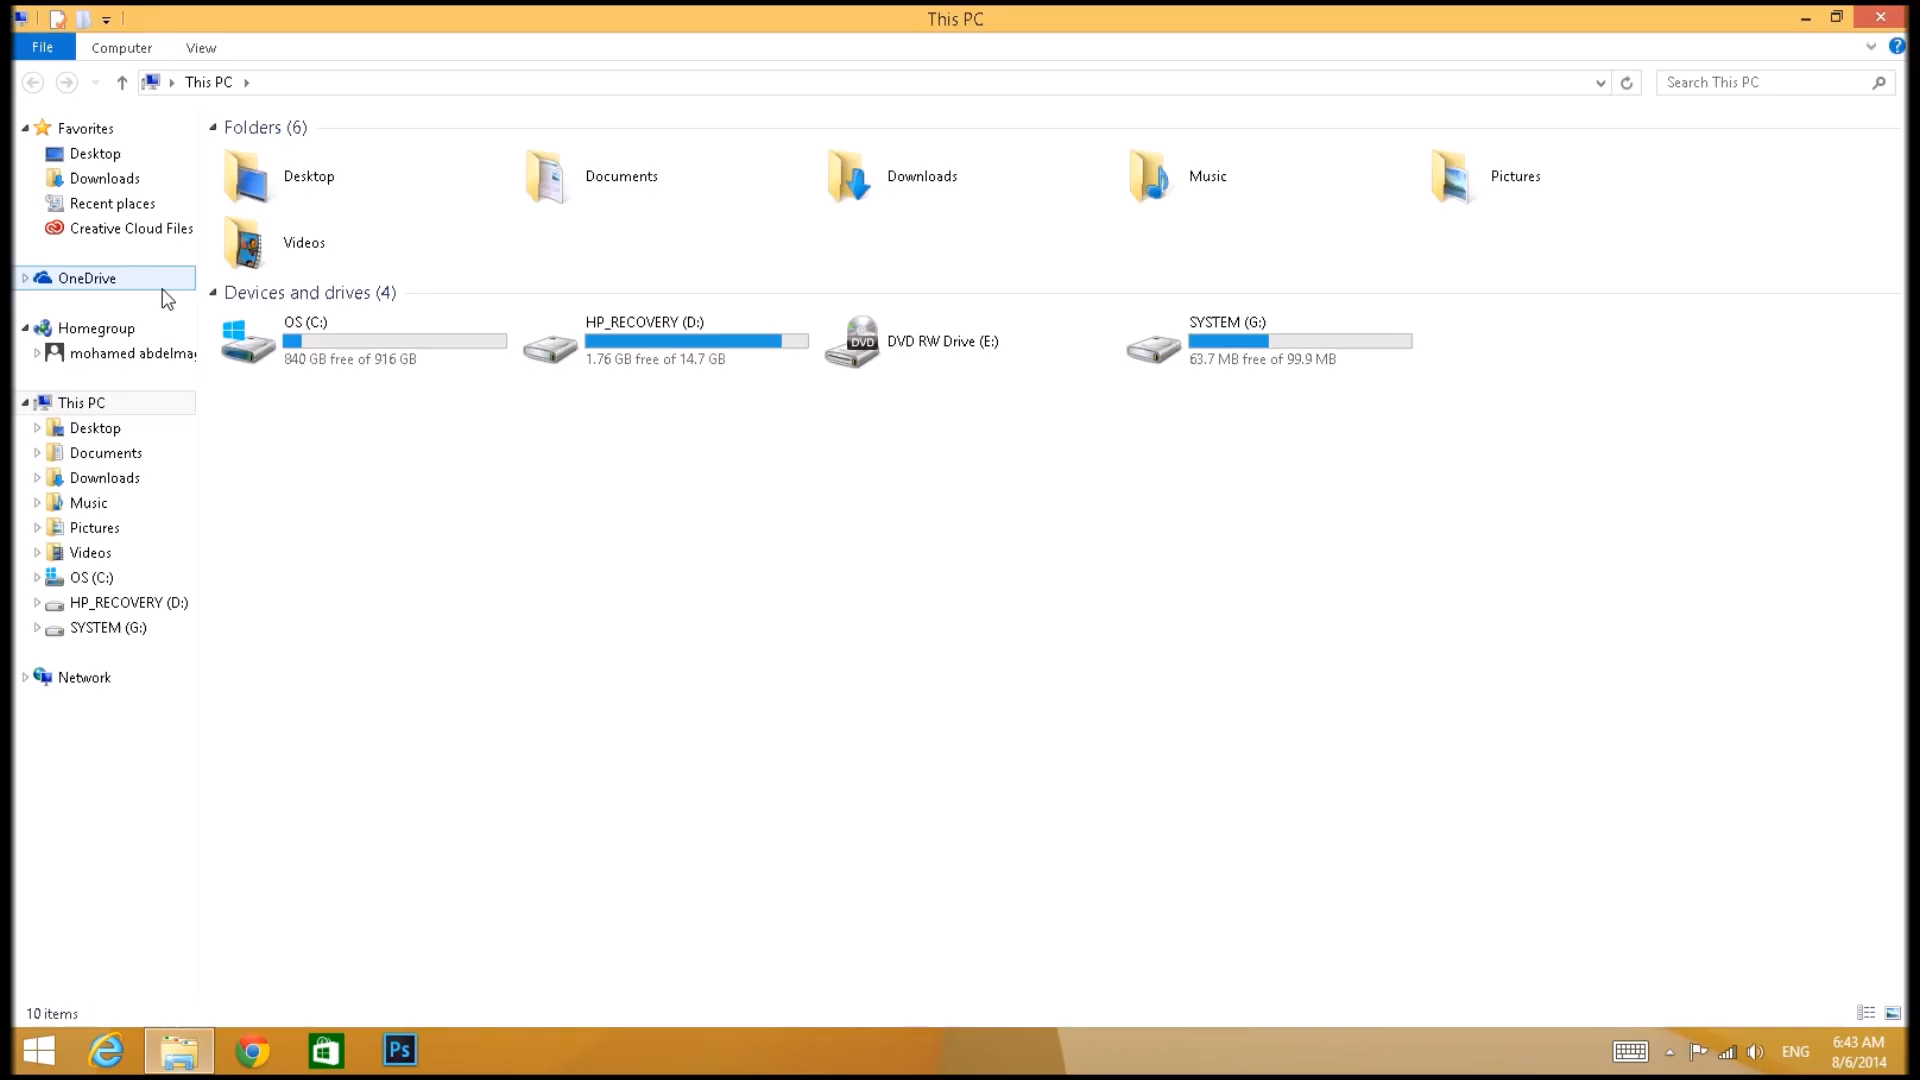 This PC
File Computer View
This PC
Search This PC
Favorites
Desktop
Downloads
Recent places
Creative Cloud Files
OneDrive
Homegroup
mohamed abdelma
This PC
Desktop
Documents
Downloads
Music
Pictures
Videos
OS (C:)
HP_RECOVERY (D:)
SYSTEM (G:)
Network
Folders (6)
Desktop
Documents
Downloads
Music
Pictures
Videos
Devices and drives (4)
OS (C:)
840 GB free of 916 GB
HP_RECOVERY (D:)
1.76 GB free of 14.7 GB
DVD
DVD RW Drive (E:)
SYSTEM (G:)
63.7 MB free of 99.9 MB
10 items
Ps
ENG
6:43 AM
8/6/2014